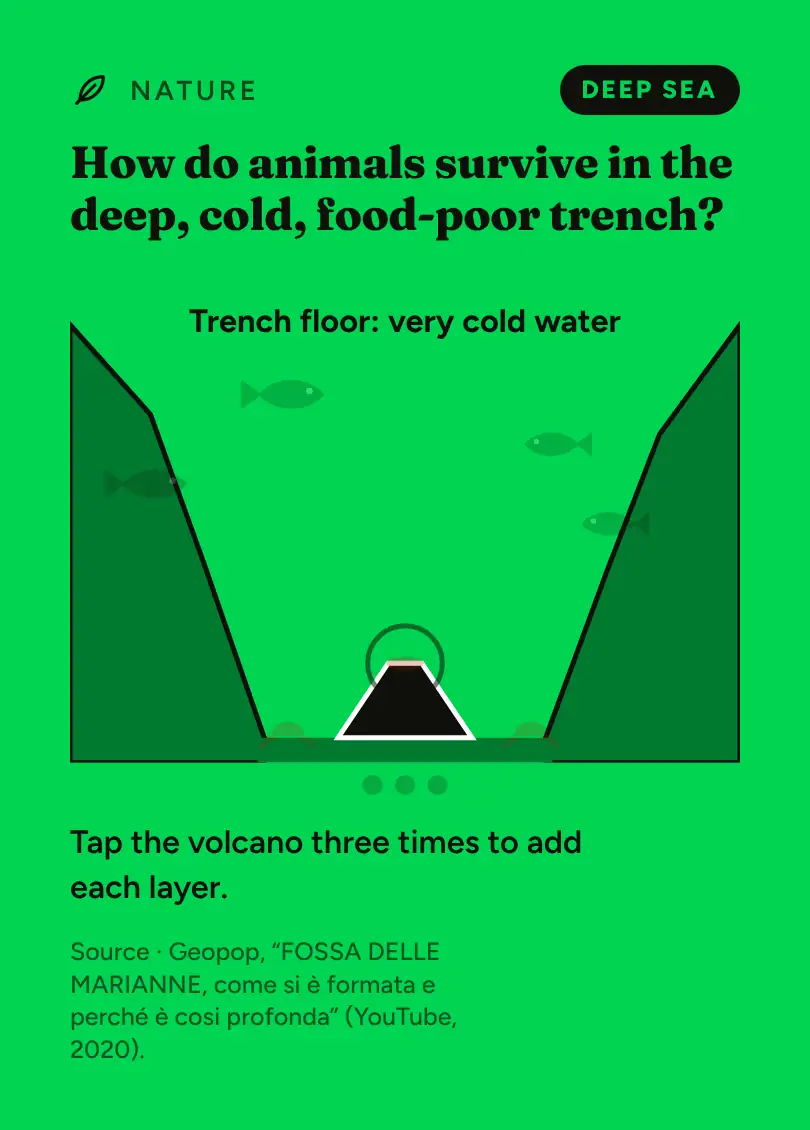 NATURE
DEEP SEA
How do animals survive in the
deep, cold, food-poor trench?
Trench floor: very cold water
Tap the volcano three times to add
each layer.
Source · Geopop, “FOSSA DELLE
MARIANNE, come si è formata e
perché è cosi profonda” (YouTube,
2020).